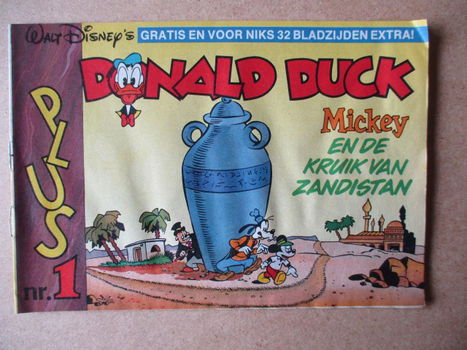 WALT DISNEY'S
GRATIS EN VOOR NIKS 32 BLADZIJDEN EXTRA!
DONALD DUCK
PLUS
nr. 1
Mickey
EN DE
KRUIK VAN
ZANDISTAN